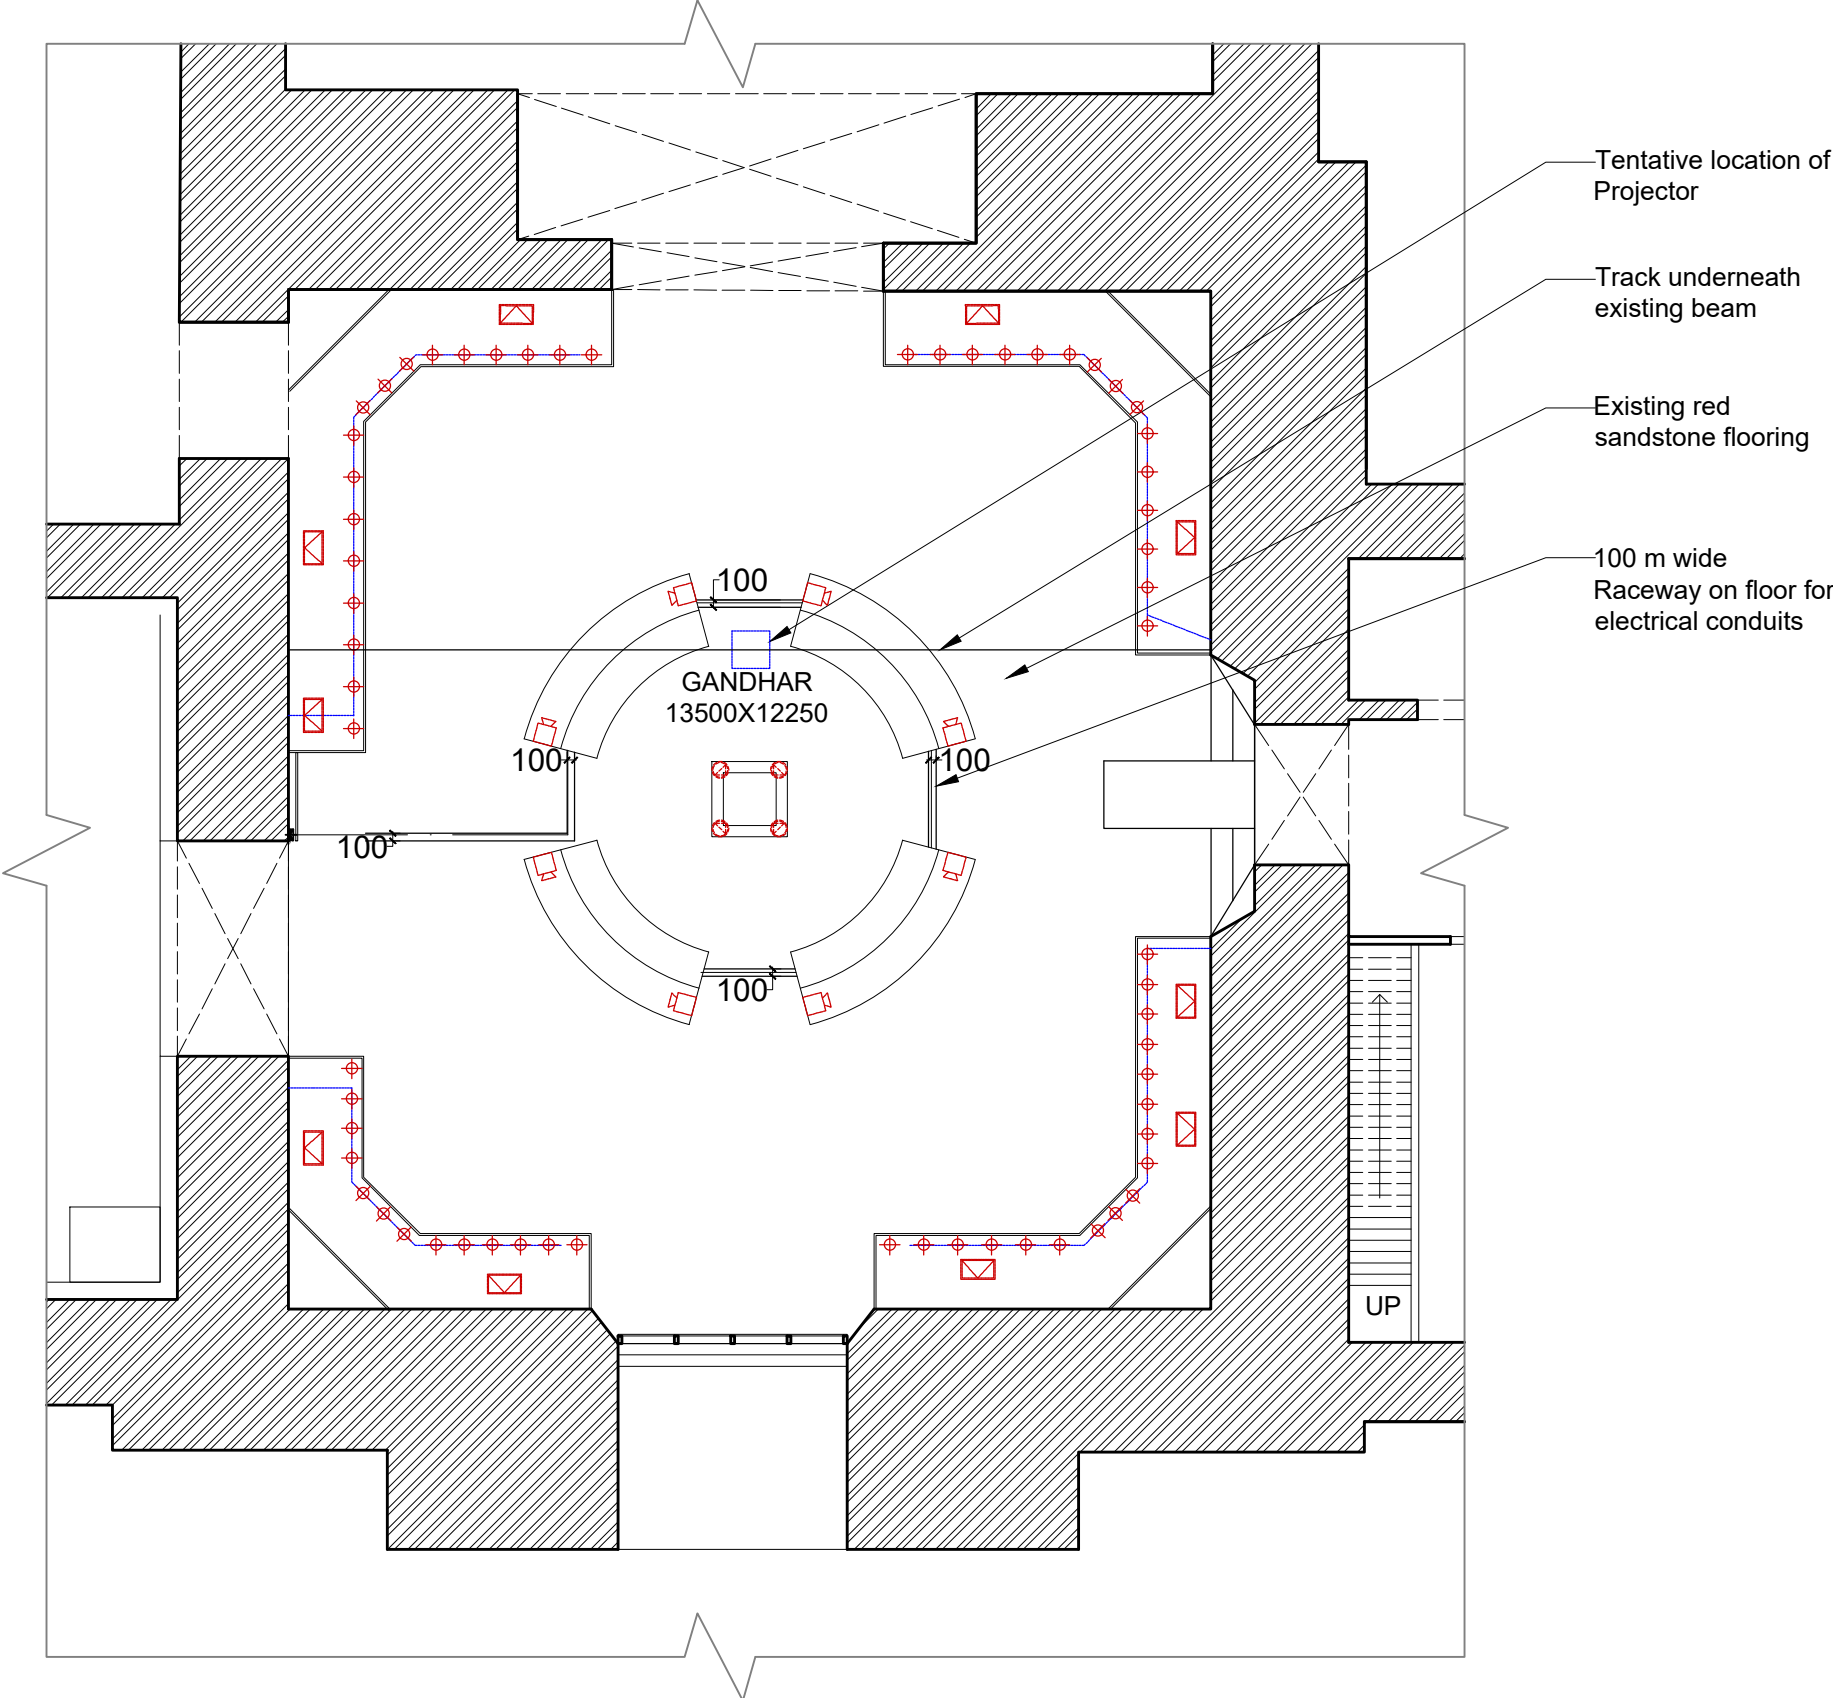 Tentative location of
Projector
Track underneath
existing beam
Existing red
sandstone flooring
100 m wide
Raceway on floor for
electrical conduits
100
GANDHAR
13500X12250
100
100
100
100
UP